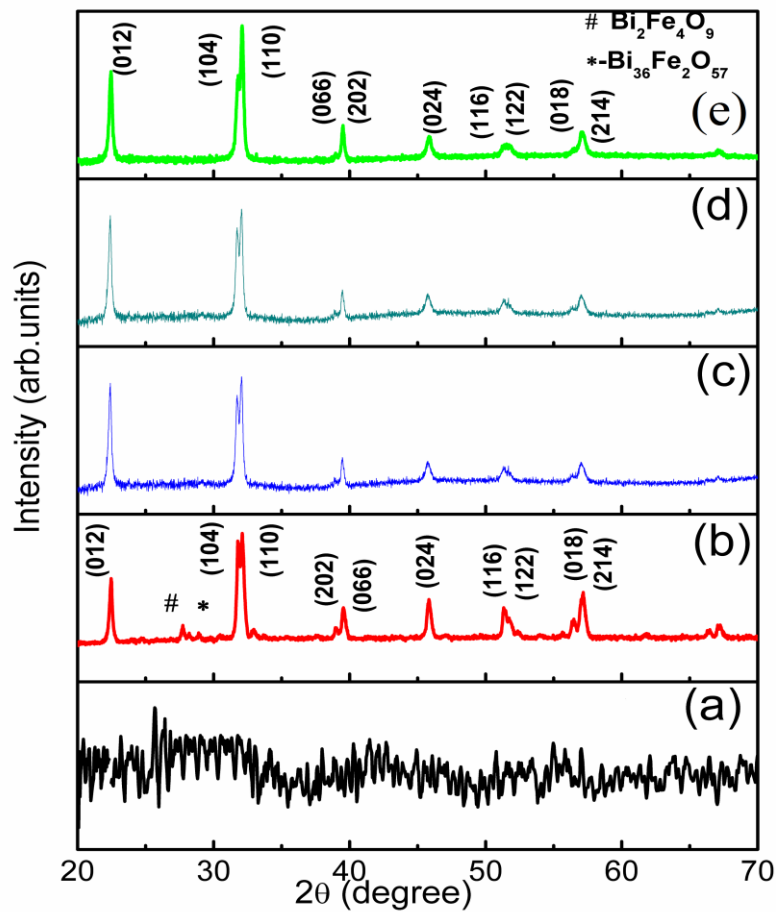 # Bi₂Fe₄O₉
*-Bi₃₆Fe₂O₅₇
(012)
(104)
(110)
(066)
(202)
(024)
(116)
(122)
(018)
(214)
(e)
(d)
(c)
(012)
#
*
(104)
(110)
(202)
(066)
(024)
(116)
(122)
(018)
(214)
(b)
(a)
Intensity (arb.units)
20 30 40 50 60 70
2θ (degree)